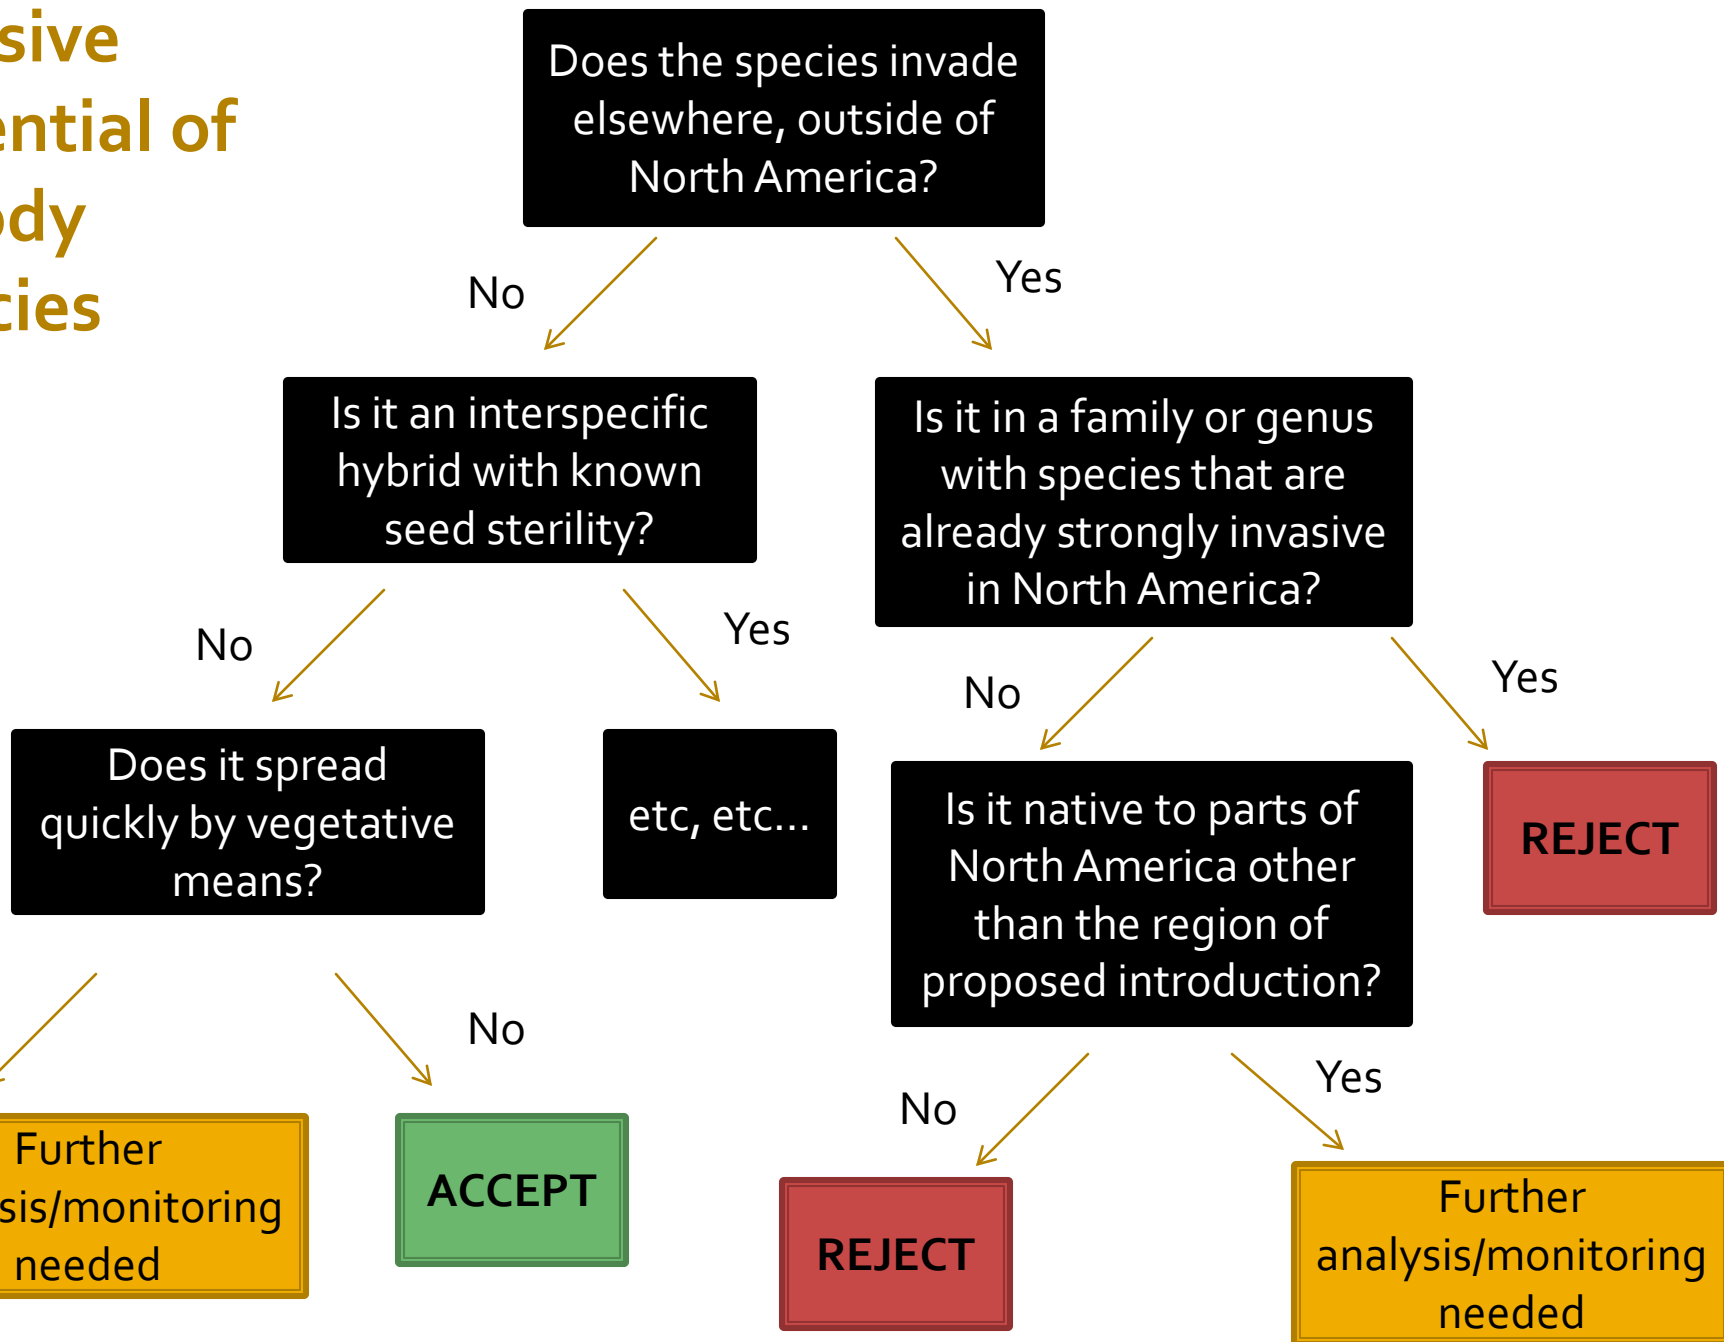 sive
ential of
ody
cies
Does the species invade
elsewhere, outside of
North America?
No
Yes
Is it an interspecific
hybrid with known
seed sterility?
Is it in a family or genus
with species that are
already strongly invasive
in North America?
No
Yes
No
Yes
Does it spread
quickly by vegetative
means?
etc, etc...
Is it native to parts of
North America other
than the region of
proposed introduction?
REJECT
No
No
Yes
Further
sis/monitoring
needed
ACCEPT
REJECT
Further
analysis/monitoring
needed